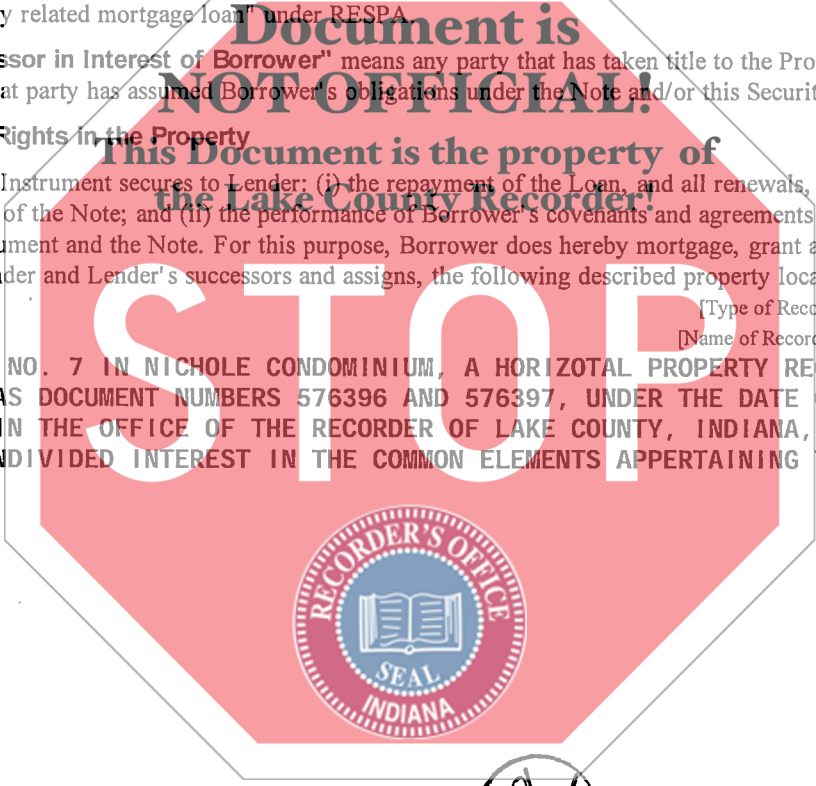 y related mortgage loan" under RESPA.
Document is
ssor in Interest of Borrower" means any party that has taken title to the Pro
NOT OFFICIAL!
at party has assumed Borrower's obligations under the Note and/or this Securit
Rights in the Property
This Document is the property of
Instrument secures to Lender: (i) the repayment of the Loan, and all renewals,
the Lake County Recorder!
of the Note; and (ii) the performance of Borrower's covenants and agreements
ument and the Note. For this purpose, Borrower does hereby mortgage, grant a
der and Lender's successors and assigns, the following described property loca
[Type of Reco
[Name of Record
NO. 7 IN NICHOLE CONDOMINIUM, A HORIZOTAL PROPERTY RE
AS DOCUMENT NUMBERS 576396 AND 576397, UNDER THE DATE
IN THE OFFICE OF THE RECORDER OF LAKE COUNTY, INDIANA,
NDIVIDED INTEREST IN THE COMMON ELEMENTS APPERTAINING
STOP
RECORDER'S OFFICE
SEAL
INDIANA